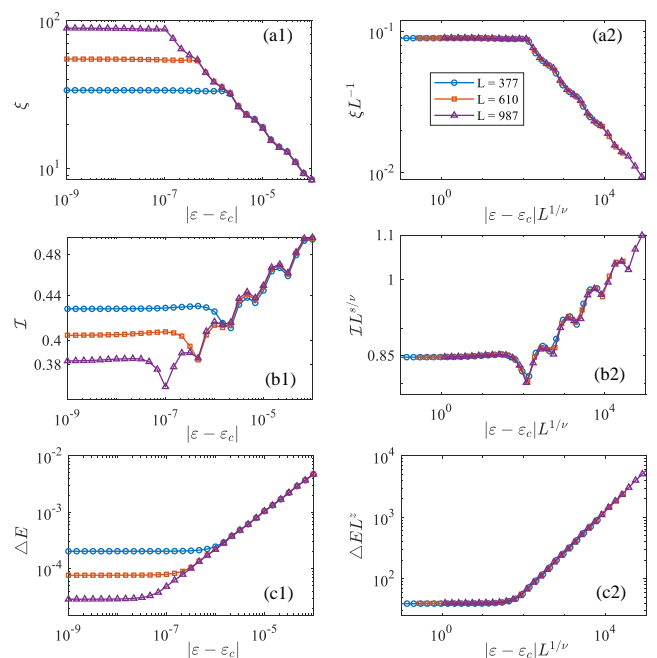 (a1)
10^2
10^1
ξ
10^-9
10^-7
10^-5
|ε − ε_c|
(a2)
10^-1
10^-2
ξL^-1
L = 377
L = 610
L = 987
10^0
10^4
|ε − ε_c|L^{1/ν}
(b1)
0.48
0.44
0.4
0.38
I
10^-9
10^-7
10^-5
|ε − ε_c|
(b2)
1.1
1
0.85
IL^{s/ν}
10^0
10^4
|ε − ε_c|L^{1/ν}
(c1)
10^-2
10^-3
10^-4
△E
10^-9
10^-7
10^-5
|ε − ε_c|
(c2)
10^4
10^2
△EL^z
10^0
10^4
|ε − ε_c|L^{1/ν}